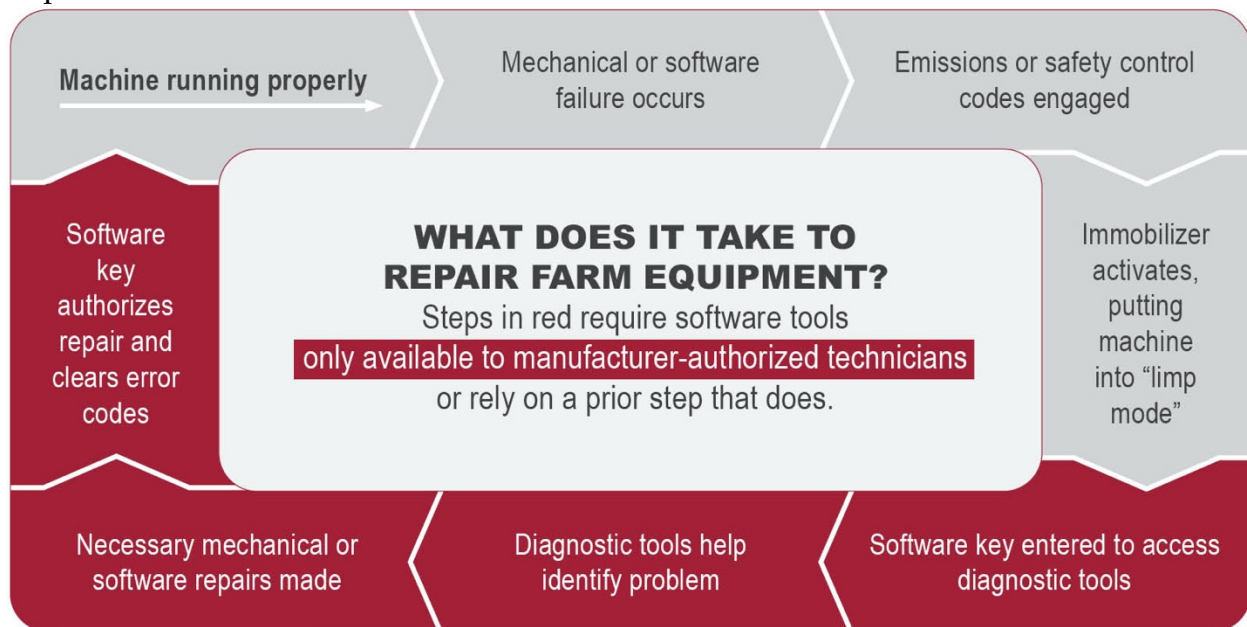 Machine running properly
Mechanical or software
failure occurs
Emissions or safety control
codes engaged
Immobilizer
activates,
putting
machine
into “limp
mode”
Software key entered to access
diagnostic tools
Diagnostic tools help
identify problem
Necessary mechanical or
software repairs made
Software
key
authorizes
repair and
clears error
codes
WHAT DOES IT TAKE TO
REPAIR FARM EQUIPMENT?
Steps in red require software tools
only available to manufacturer-authorized technicians
or rely on a prior step that does.